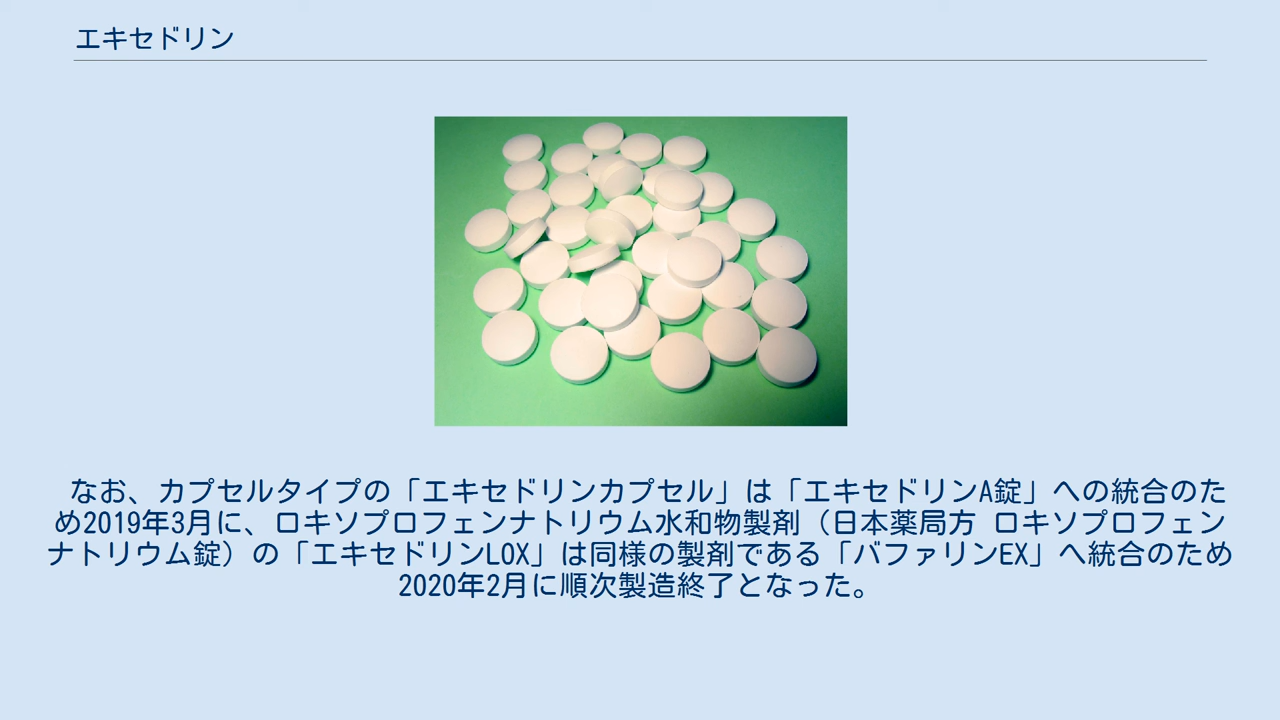 エキセドリン
なお、カプセルタイプの「エキセドリンカプセル」は「エキセドリンA錠」への統合のた
め2019年3月に、ロキソプロフェンナトリウム水和物製剤（日本薬局方 ロキソプロフェン
ナトリウム錠）の「エキセドリンLOX」は同様の製剤である「バファリンEX」へ統合のため
2020年2月に順次製造終了となった。